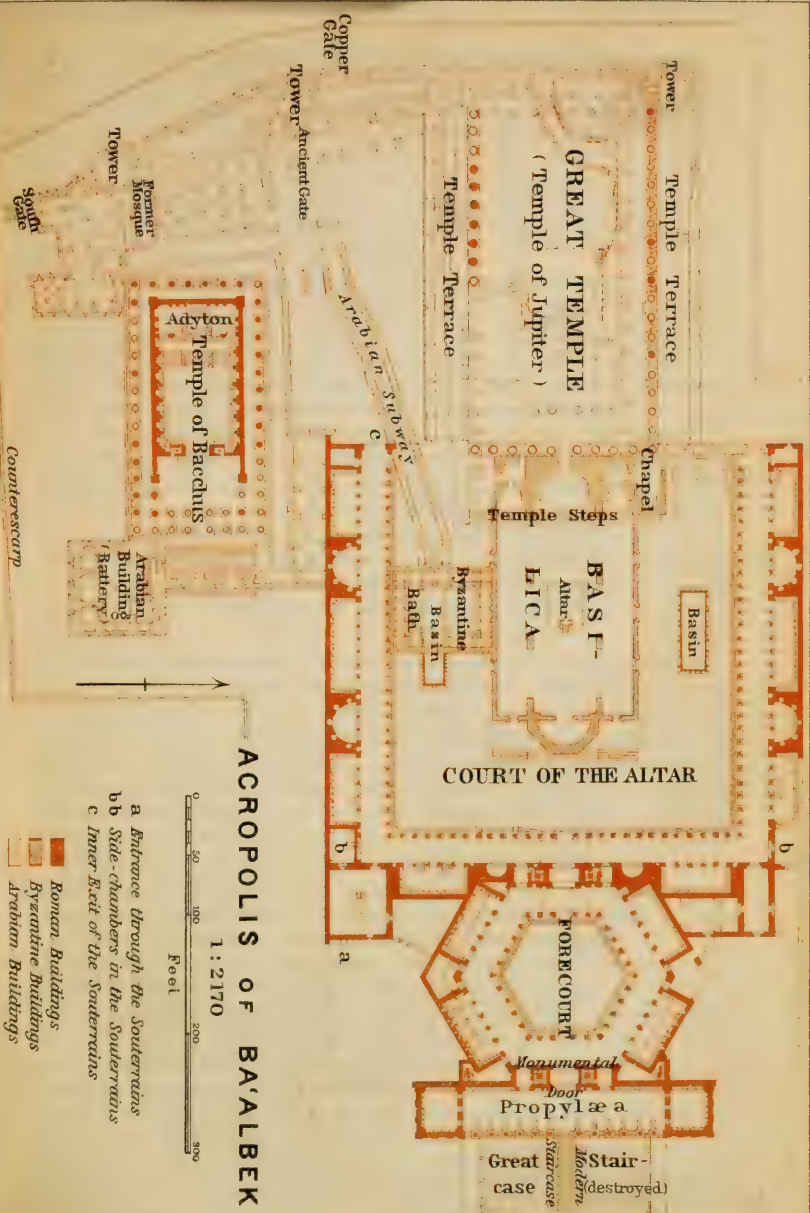 Copper
Gate
Tower
Ancient Gate
Tower
Former
Mosque
South
Gate
Tower
Temple Terrace
GREAT TEMPLE
(Temple of Jupiter)
Temple Terrace
Arabian Subway
c
Adyton
Temple of Bacchus
Arabian
Building
(Battery)
Counterescarp
Chapel
Temple Steps
BASI-
LICA
Altar
Basin
Byzantine
Bath
Basin
COURT OF THE ALTAR
b
b
a
FORECOURT
Monumental
Door
Propylæa
Great Stair-
case (destroyed)
Modern
Staircase
ACROPOLIS OF BA'ALBEK
1:2170
0 50 100 200 300
Feet
a Entrance through the Souterrains
bb Side-chambers in the Souterrains
c Inner Exit of the Souterrains
Roman Buildings
Byzantine Buildings
Arabian Buildings